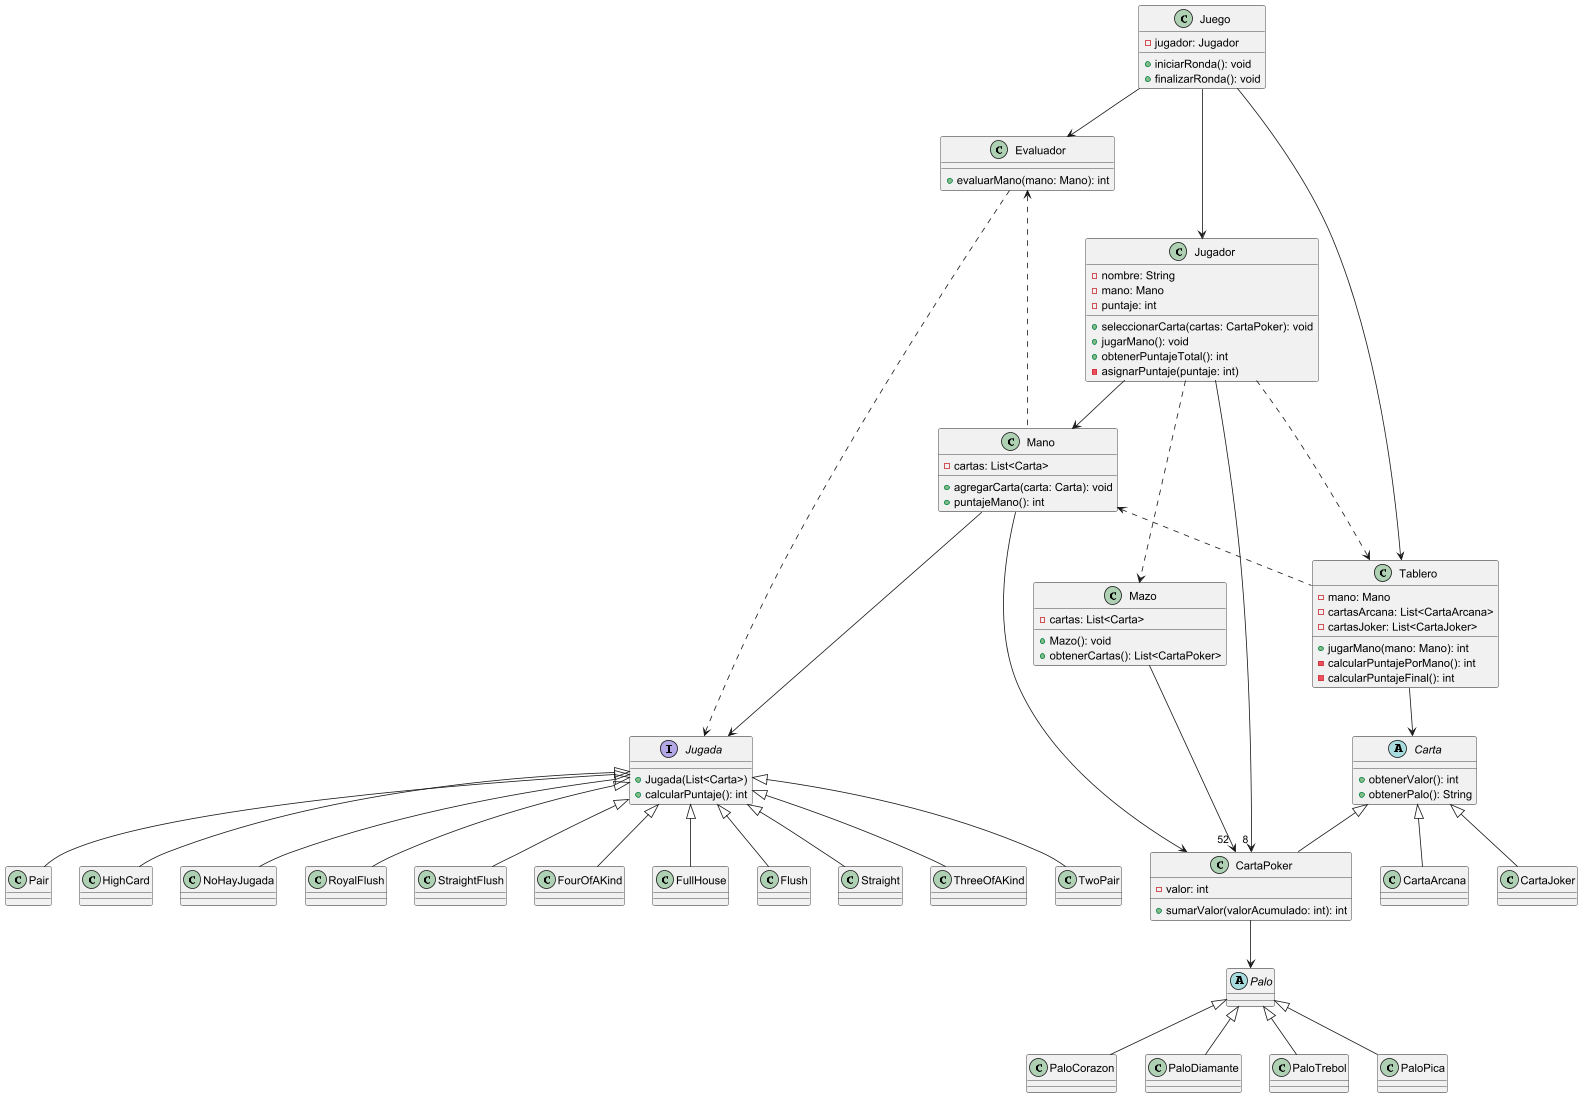 C Juego
jugador: Jugador
iniciarRonda(): void
finalizarRonda(): void
C Evaluador
evaluarMano(mano: Mano): int
C Jugador
nombre: String
mano: Mano
puntaje: int
seleccionarCarta(cartas: CartaPoker): void
jugarMano(): void
obtenerPuntajeTotal(): int
asignarPuntaje(puntaje: int)
C Mano
cartas: List<Carta>
agregarCarta(carta: Carta): void
puntajeMano(): int
C Mazo
cartas: List<Carta>
Mazo(): void
obtenerCartas(): List<CartaPoker>
C Tablero
mano: Mano
cartasArcana: List<CartaArcana>
cartasJoker: List<CartaJoker>
jugarMano(mano: Mano): int
calcularPuntajePorMano(): int
calcularPuntajeFinal(): int
I Jugada
Jugada(List<Carta>)
calcularPuntaje(): int
A Carta
obtenerValor(): int
obtenerPalo(): String
52
8
C Pair
C HighCard
C NoHayJugada
C RoyalFlush
C StraightFlush
C FourOfAKind
C FullHouse
C Flush
C Straight
C ThreeOfAKind
C TwoPair
C CartaPoker
valor: int
sumarValor(valorAcumulado: int): int
C CartaArcana
C CartaJoker
A Palo
C PaloCorazon
C PaloDiamante
C PaloTrebol
C PaloPica